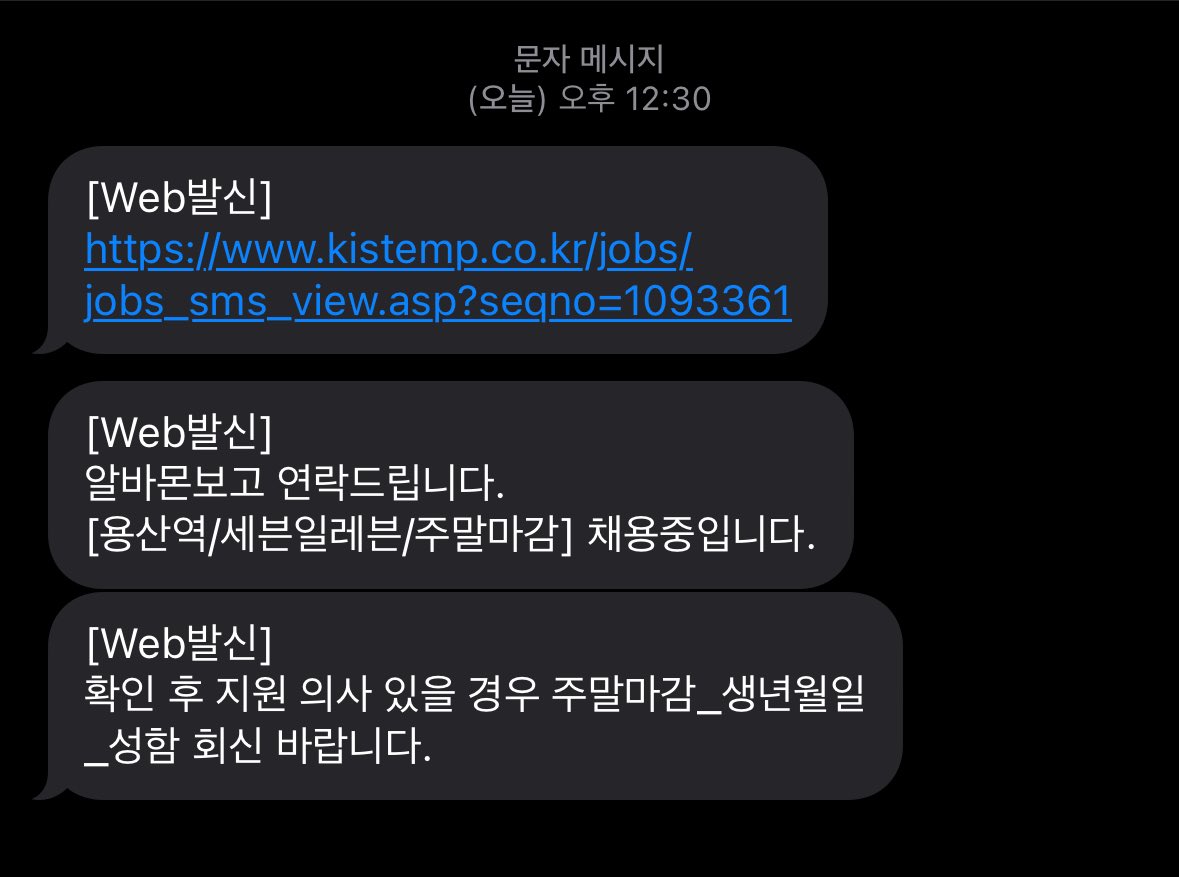 문자 메시지
(오늘) 오후 12:30
[Web발신]
https://www.kistemp.co.kr/jobs/
jobs_sms_view.asp?seqno=1093361
[Web발신]
알바몬보고 연락드립니다.
[용산역/세븐일레븐/주말마감] 채용중입니다.
[Web발신]
확인 후 지원 의사 있을 경우 주말마감_생년월일
_성함 회신 바랍니다.